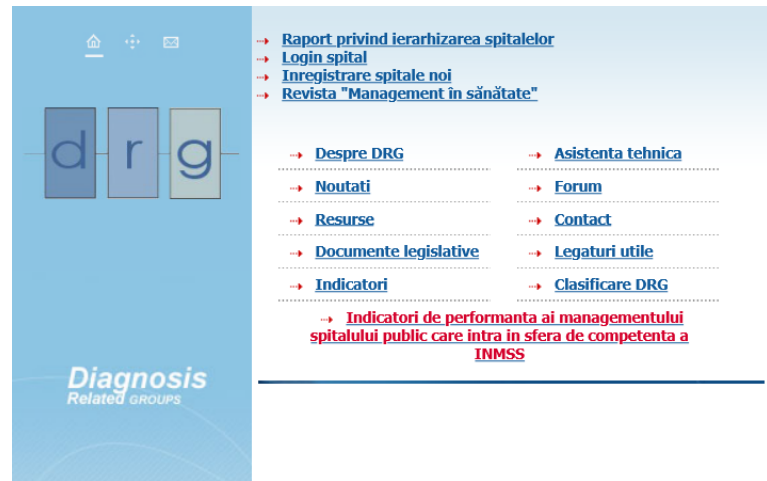 Raport privind ierarhizarea spitalelor
Login spital
Inregistrare spitale noi
Revista "Management în sănătate"
drg
Despre DRG
Asistenta tehnica
Noutati
Forum
Resurse
Contact
Documente legislative
Legaturi utile
Indicatori
Clasificare DRG
Indicatori de performanta ai managementului
spitalului public care intra in sfera de competenta a
INMSS
Diagnosis
Related GROUPS